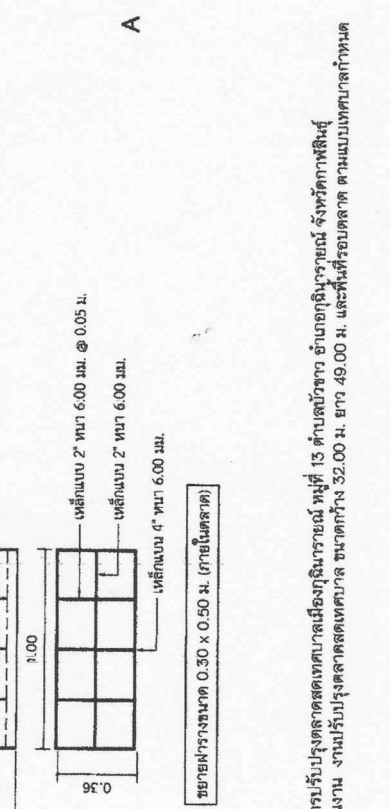 A
1.00
0.36
เหล็กแบน 2" หนา 6.00 มม. @ 0.05 ม.
เหล็กแบน 2" หนา 6.00 มม.
เหล็กแบน 4" หนา 6.00 มม.
ขยายฝารางขนาด 0.30 x 0.50 ม. (ภายในตลาด)
รปรับปรุงตลาดสดเทศบาลเมืองกุฉินารายณ์ หมู่ที่ 13 ตำบลบัวขาว อำเภอกุฉินารายณ์ จังหวัดกาฬสินธุ์
งาน งานปรับปรุงตลาดสดเทศบาล ขนาดกว้าง 32.00 ม. ยาว 49.00 ม. และพื้นที่รอบตลาด ตามแบบเทศบาลกำหนด